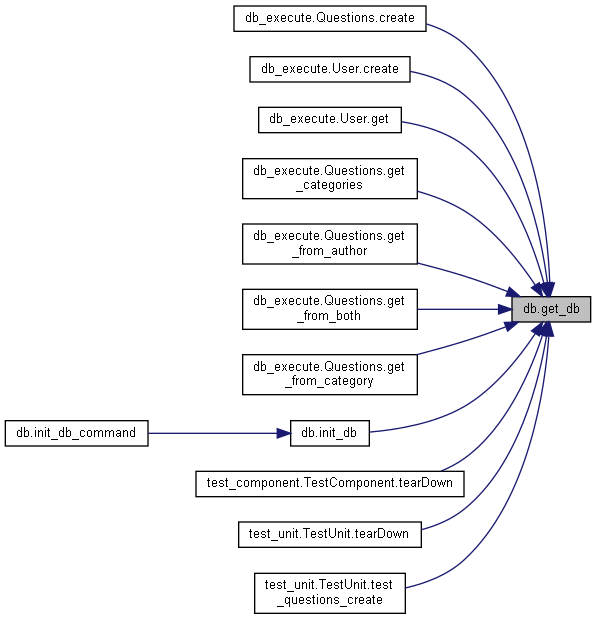 db_execute.Questions.create
db_execute.User.create
db_execute.User.get
db_execute.Questions.get
_categories
db_execute.Questions.get
_from_author
db_execute.Questions.get
_from_both
db.get_db
db_execute.Questions.get
_from_category
db.init_db_command
db.init_db
test_component.TestComponent.tearDown
test_unit.TestUnit.tearDown
test_unit.TestUnit.test
_questions_create